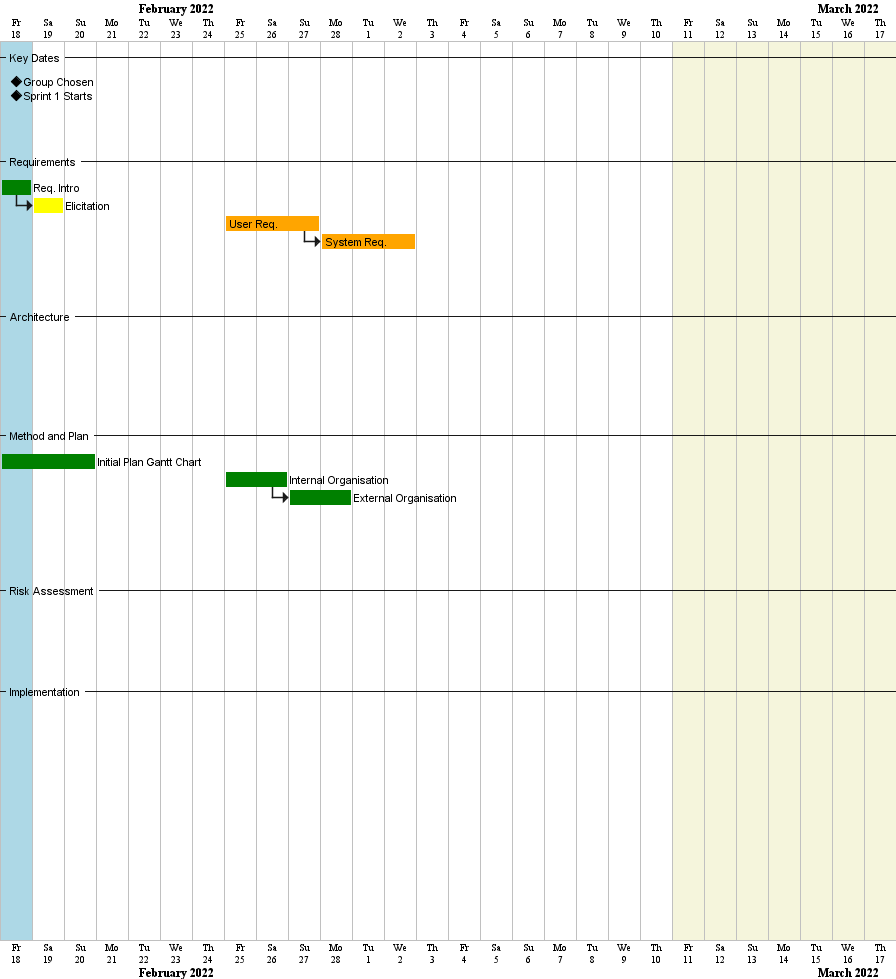 February 2022 March 2022
Fr Sa Su Mo Tu We Th Fr Sa Su Mo Tu We Th Fr Sa Su Mo Tu We Th Fr Sa Su Mo Tu We Th
18 19 20 21 22 23 24 25 26 27 28 1 2 3 4 5 6 7 8 9 10 11 12 13 14 15 16 17
Key Dates
Group Chosen
Sprint 1 Starts
Requirements
Req. Intro
Elicitation
User Req.
System Req.
Architecture
Method and Plan
Initial Plan Gantt Chart
Internal Organisation
External Organisation
Risk Assessment
Implementation
Fr Sa Su Mo Tu We Th Fr Sa Su Mo Tu We Th Fr Sa Su Mo Tu We Th Fr Sa Su Mo Tu We Th
18 19 20 21 22 23 24 25 26 27 28 1 2 3 4 5 6 7 8 9 10 11 12 13 14 15 16 17
February 2022 March 2022